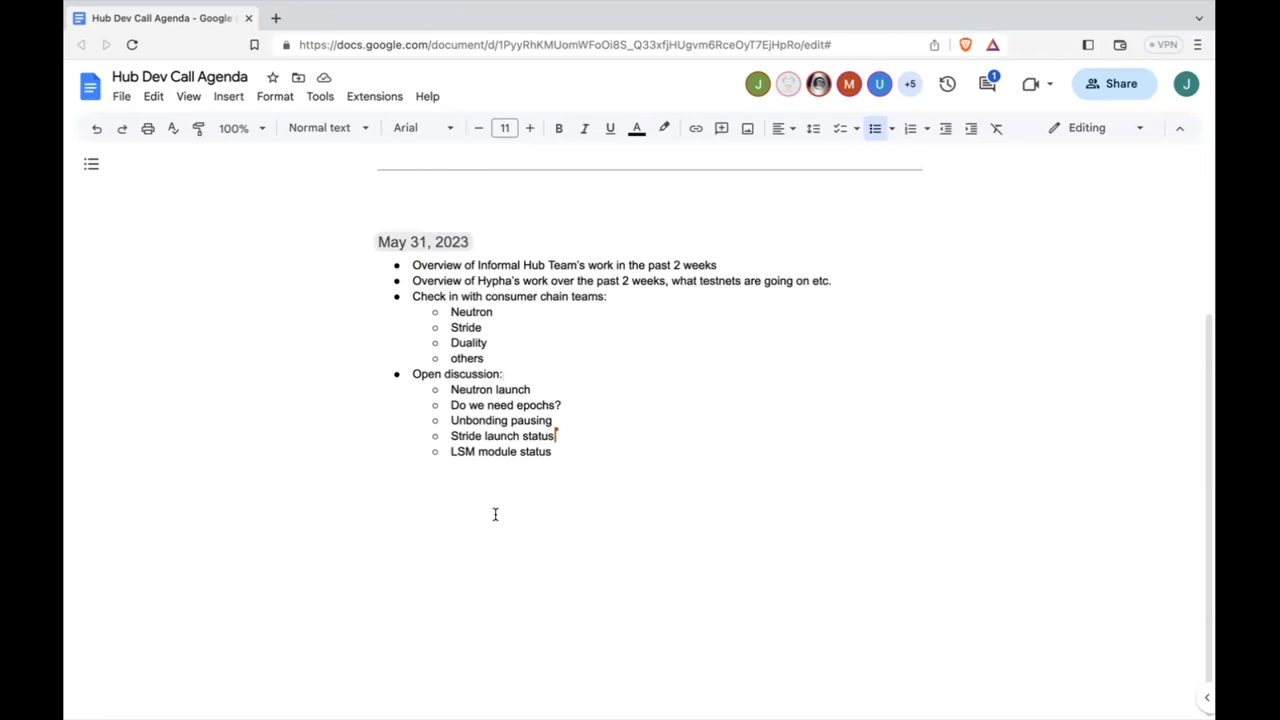 Hub Dev Call Agenda - Google
https://docs.google.com/document/d/1PyyRhKMUomWFoOi8S_Q33xfjHUgvm6RceOyT7EjHpRo/edit#
VPN
Hub Dev Call Agenda
J M U +5 1 Share J
File Edit View Insert Format Tools Extensions Help
100% Normal text Arial 11 B I U A Editing
May 31, 2023
Overview of Informal Hub Team's work in the past 2 weeks
Overview of Hypha's work over the past 2 weeks, what testnets are going on etc.
Check in with consumer chain teams:
Neutron
Stride
Duality
others
Open discussion:
Neutron launch
Do we need epochs?
Unbonding pausing
Stride launch status
LSM module status